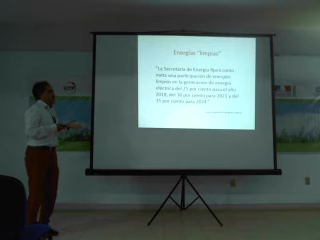 Energías "limpias"
"La Secretaría de Energía fijará como
meta una participación de energías
limpias en la generación de energía
eléctrica del 25 por ciento para el año
2018, del 30 por ciento para 2021 y del
35 por ciento para 2024."